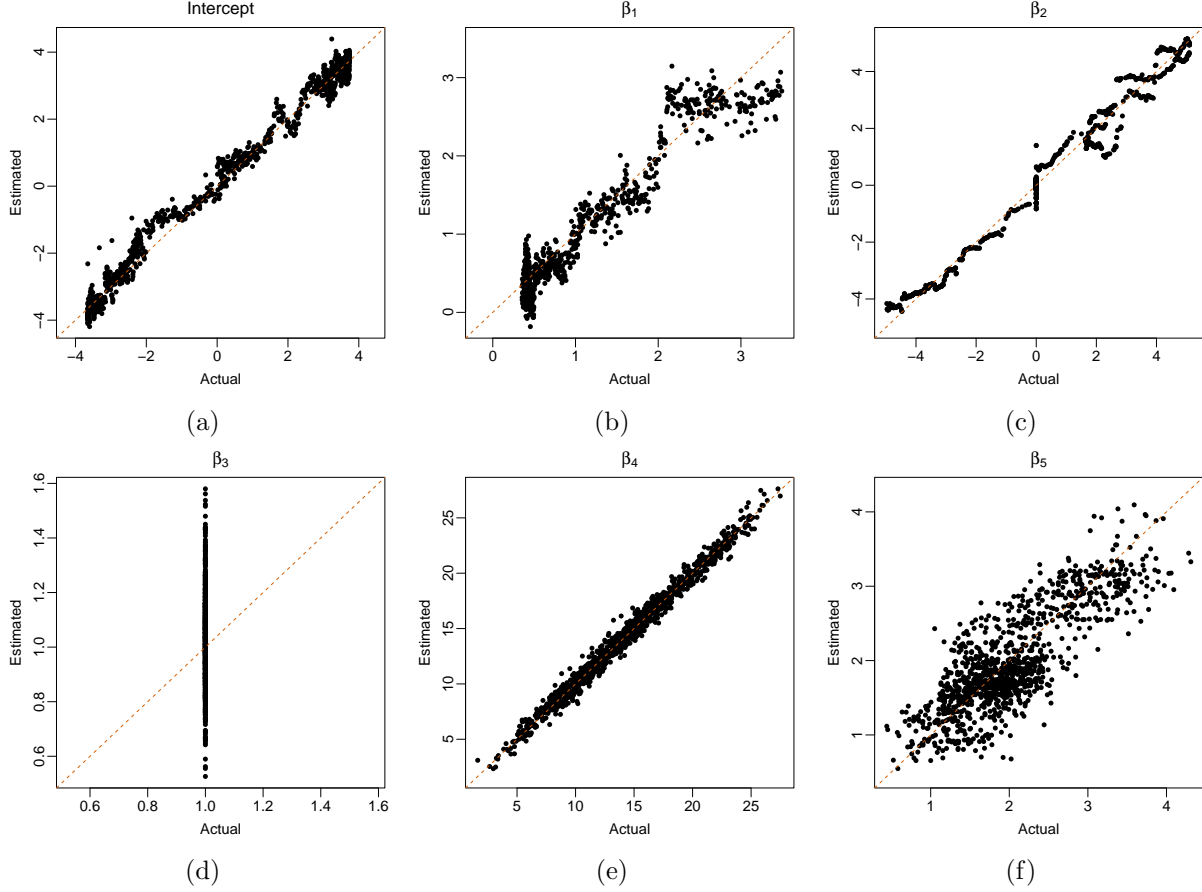 Intercept
Estimated
−4 −2 0 2 4
−4 −2 0 2 4
Actual
(a)
β1
Estimated
0 1 2 3
0 1 2 3
Actual
(b)
β2
Estimated
−4 −2 0 2 4
−4 −2 0 2 4
Actual
(c)
β3
Estimated
0.6 0.8 1.0 1.2 1.4 1.6
0.6 0.8 1.0 1.2 1.4 1.6
Actual
(d)
β4
Estimated
5 10 15 20 25
5 10 15 20 25
Actual
(e)
β5
Estimated
1 2 3 4
1 2 3 4
Actual
(f)